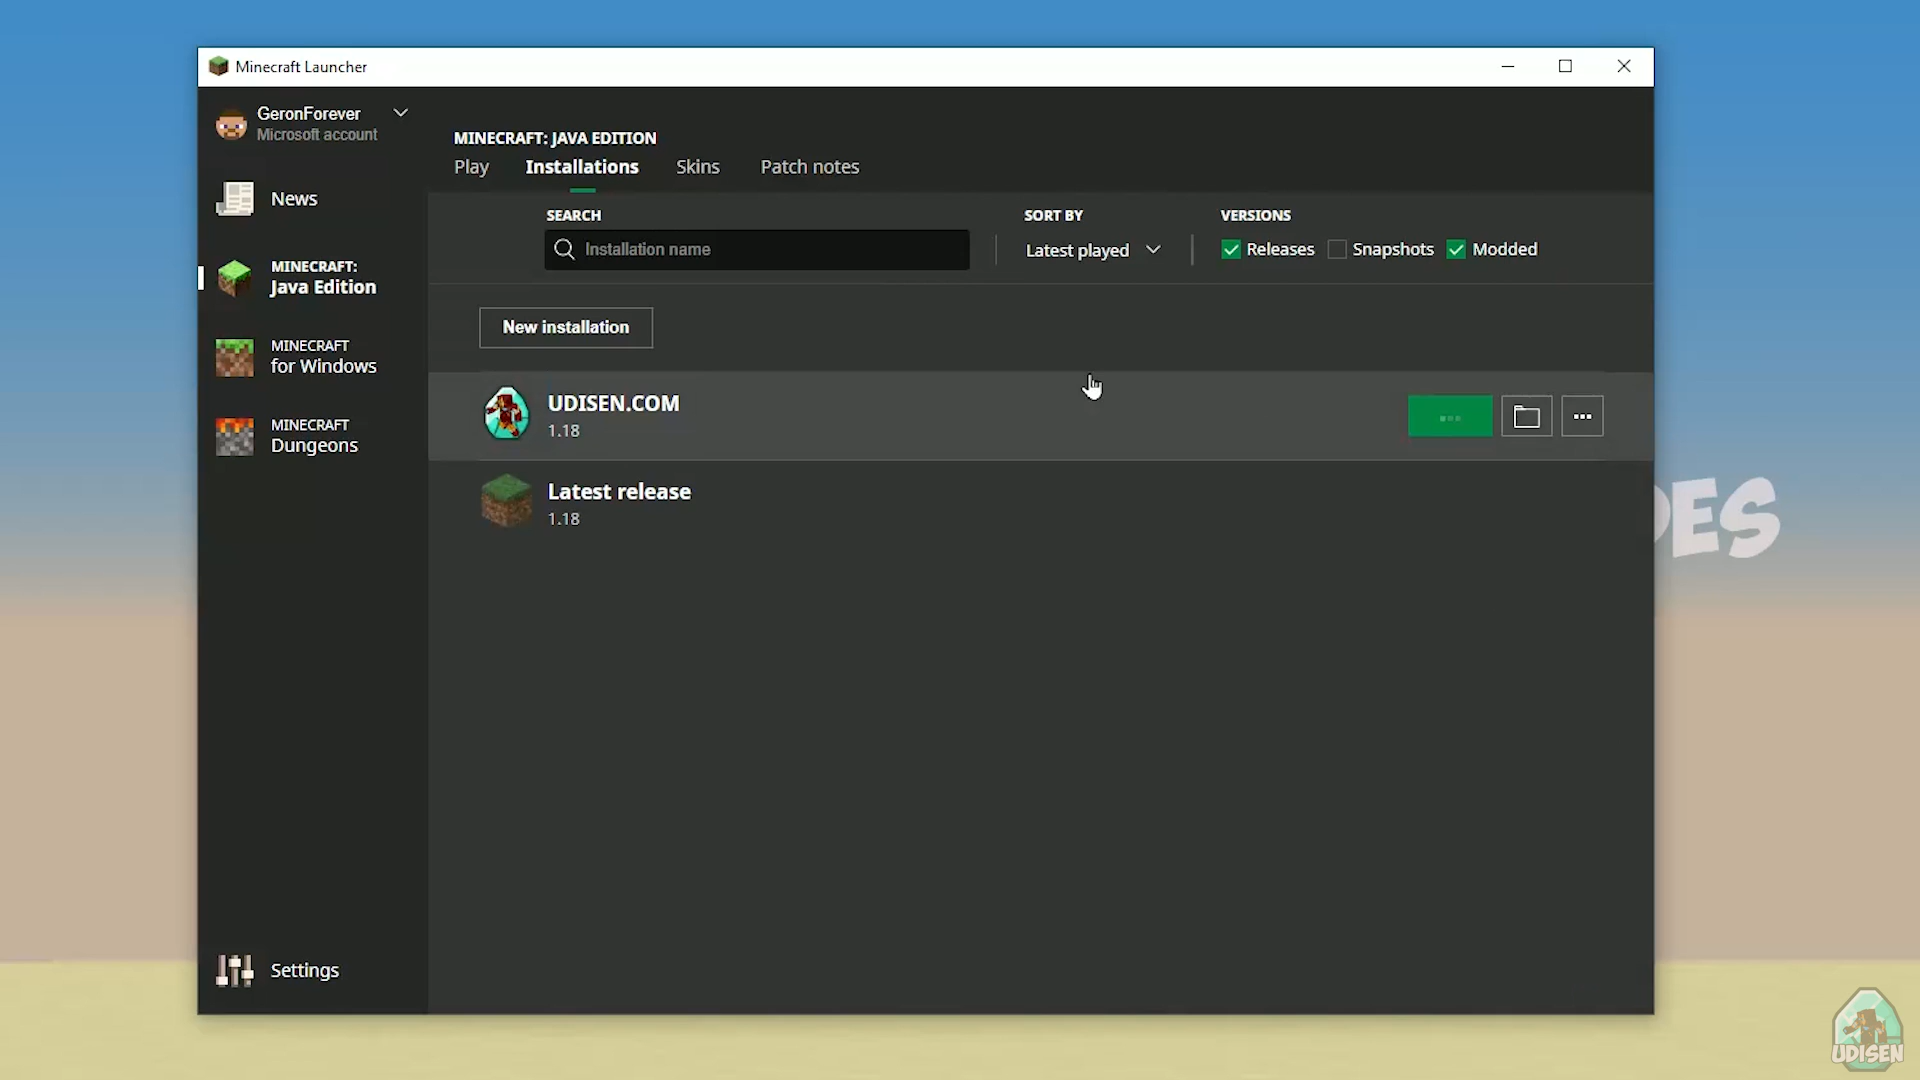 Minecraft Launcher
GeronForever
Microsoft account
News
MINECRAFT:
Java Edition
MINECRAFT
for Windows
MINECRAFT
Dungeons
Settings
MINECRAFT: JAVA EDITION
Play Installations Skins Patch notes
SEARCH SORT BY VERSIONS
Installation name Latest played Releases Snapshots Modded
New installation
UDISEN.COM
1.18
Latest release
1.18
UDISEN